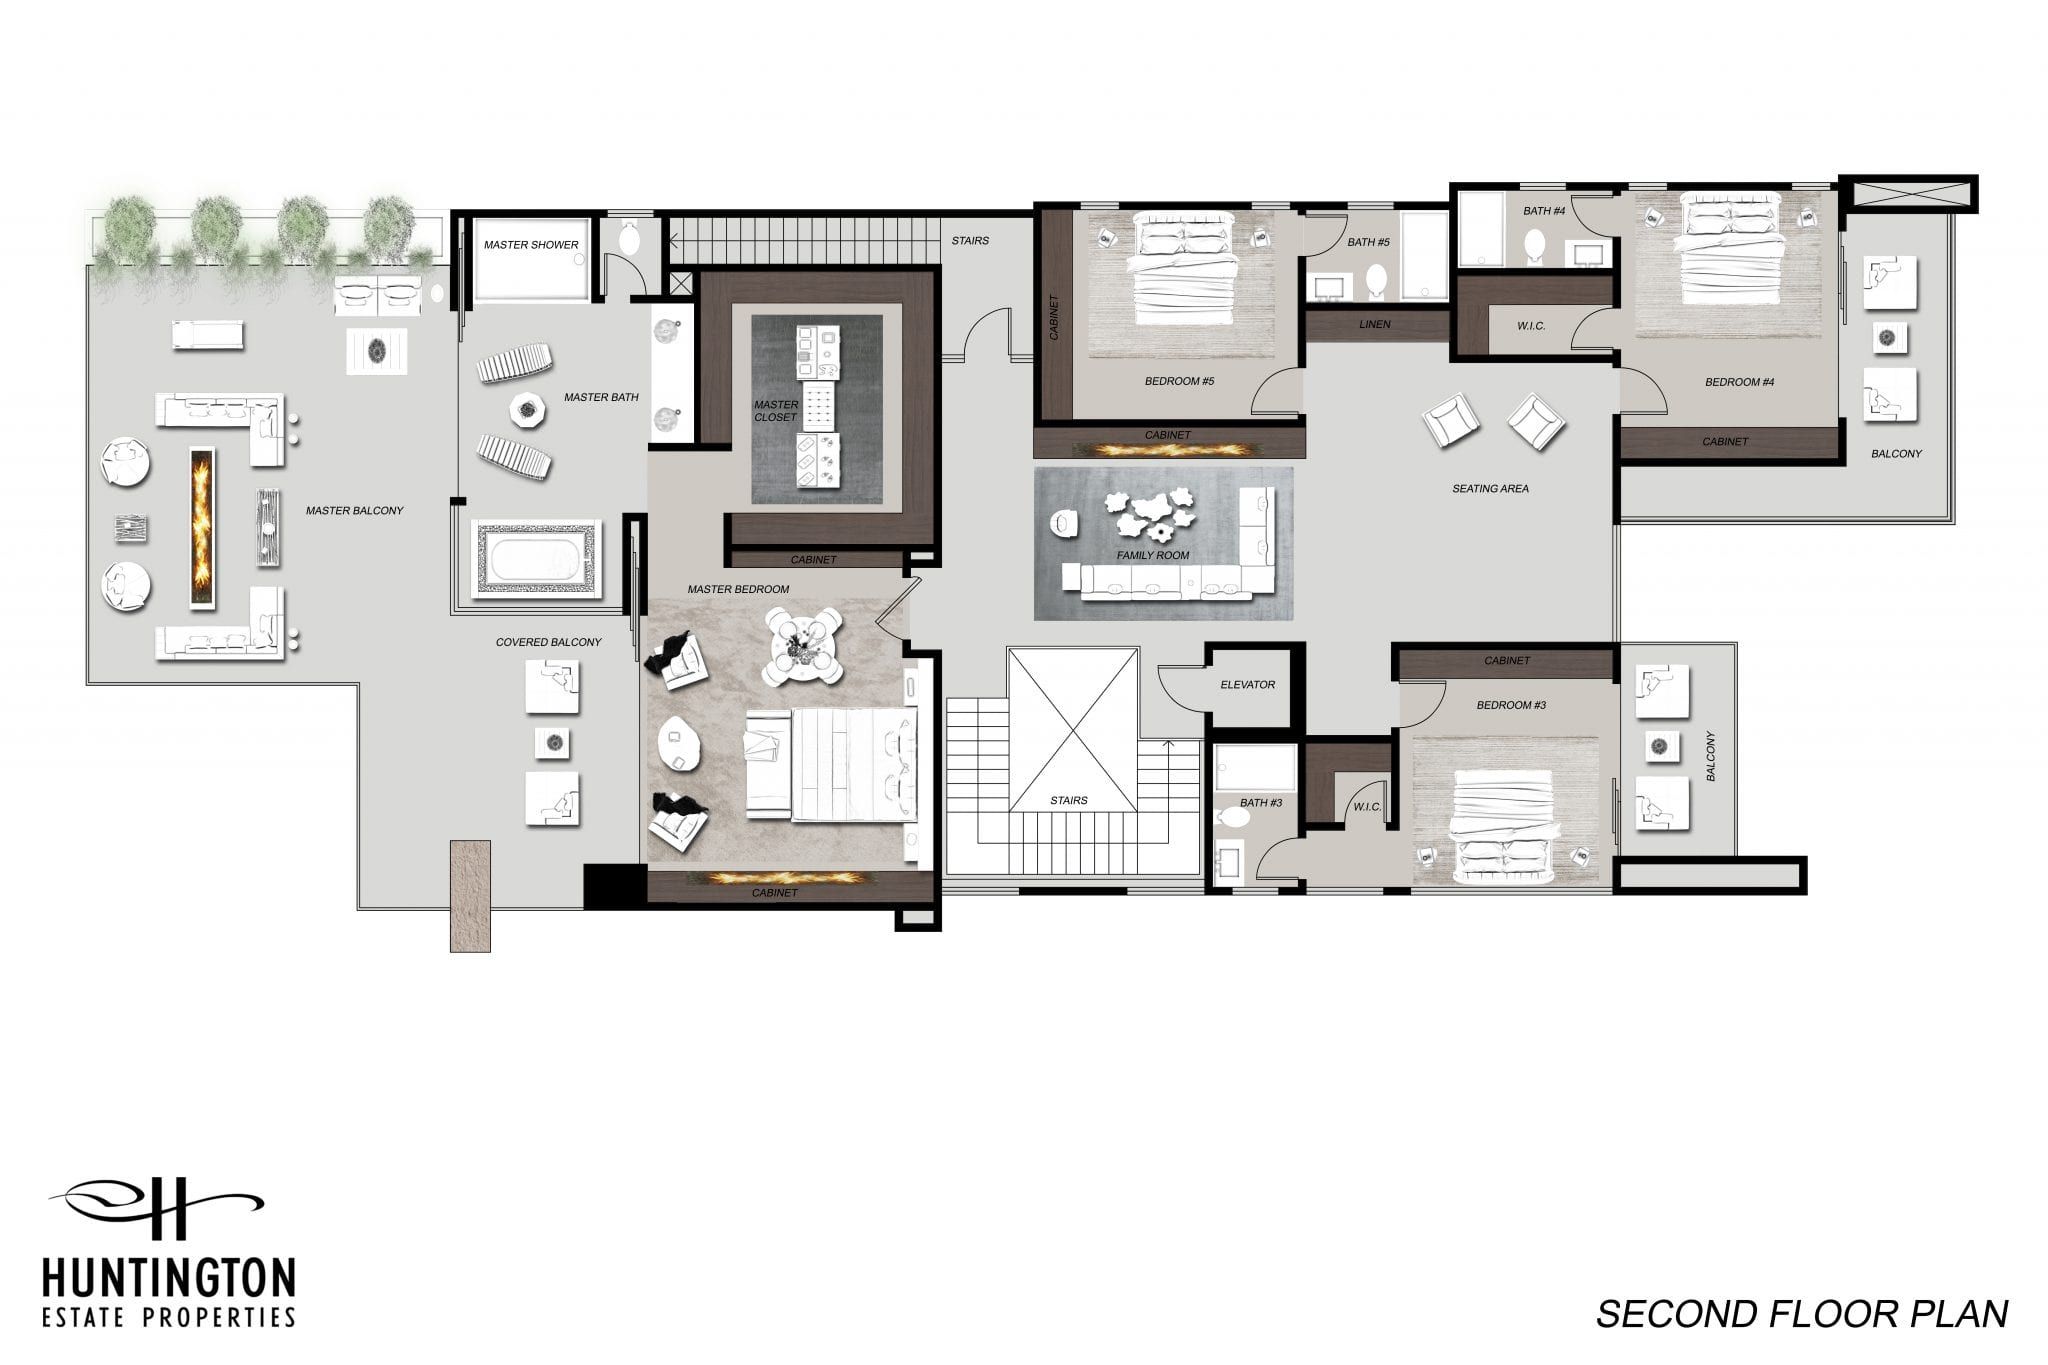 MASTER SHOWER
STAIRS
BATH #5
BATH #4
CABINET
LINEN
W.I.C.
BEDROOM #5
BEDROOM #4
MASTER BATH
MASTER
CLOSET
CABINET
CABINET
BALCONY
SEATING AREA
MASTER BALCONY
FAMILY ROOM
CABINET
MASTER BEDROOM
COVERED BALCONY
CABINET
ELEVATOR
BEDROOM #3
BALCONY
STAIRS
BATH #3
W.I.C.
CABINET
H
HUNTINGTON
ESTATE PROPERTIES
SECOND FLOOR PLAN